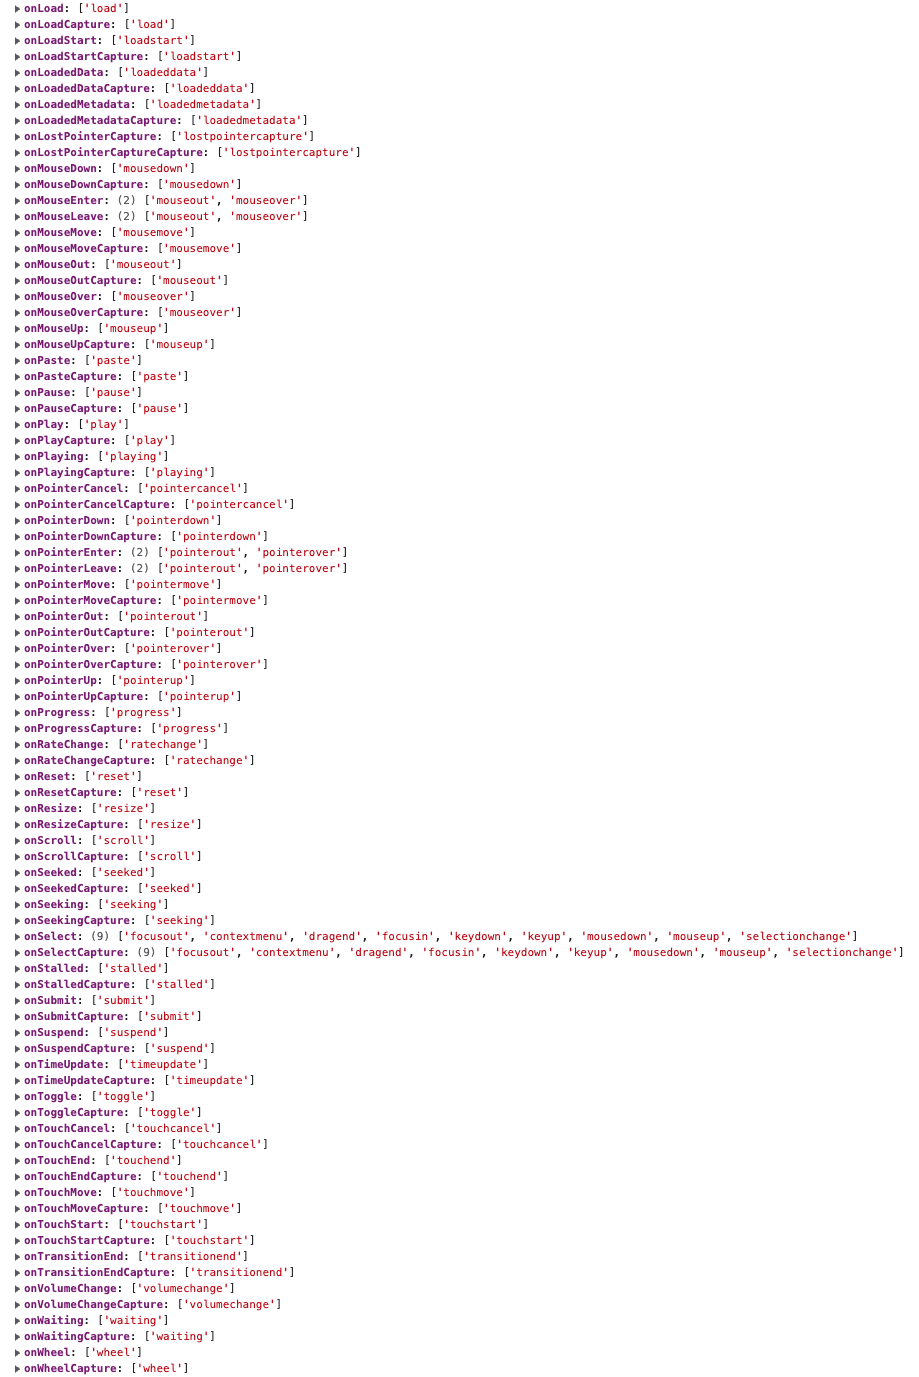 onLoad: ['load']
onLoadCapture: ['load']
onLoadStart: ['loadstart']
onLoadStartCapture: ['loadstart']
onLoadedData: ['loadeddata']
onLoadedDataCapture: ['loadeddata']
onLoadedMetadata: ['loadedmetadata']
onLoadedMetadataCapture: ['loadedmetadata']
onLostPointerCapture: ['lostpointercapture']
onLostPointerCaptureCapture: ['lostpointercapture']
onMouseDown: ['mousedown']
onMouseDownCapture: ['mousedown']
onMouseEnter: (2) ['mouseout', 'mouseover']
onMouseLeave: (2) ['mouseout', 'mouseover']
onMouseMove: ['mousemove']
onMouseMoveCapture: ['mousemove']
onMouseOut: ['mouseout']
onMouseOutCapture: ['mouseout']
onMouseOver: ['mouseover']
onMouseOverCapture: ['mouseover']
onMouseUp: ['mouseup']
onMouseUpCapture: ['mouseup']
onPaste: ['paste']
onPasteCapture: ['paste']
onPause: ['pause']
onPauseCapture: ['pause']
onPlay: ['play']
onPlayCapture: ['play']
onPlaying: ['playing']
onPlayingCapture: ['playing']
onPointerCancel: ['pointercancel']
onPointerCancelCapture: ['pointercancel']
onPointerDown: ['pointerdown']
onPointerDownCapture: ['pointerdown']
onPointerEnter: (2) ['pointerout', 'pointerover']
onPointerLeave: (2) ['pointerout', 'pointerover']
onPointerMove: ['pointermove']
onPointerMoveCapture: ['pointermove']
onPointerOut: ['pointerout']
onPointerOutCapture: ['pointerout']
onPointerOver: ['pointerover']
onPointerOverCapture: ['pointerover']
onPointerUp: ['pointerup']
onPointerUpCapture: ['pointerup']
onProgress: ['progress']
onProgressCapture: ['progress']
onRateChange: ['ratechange']
onRateChangeCapture: ['ratechange']
onReset: ['reset']
onResetCapture: ['reset']
onResize: ['resize']
onResizeCapture: ['resize']
onScroll: ['scroll']
onScrollCapture: ['scroll']
onSeeked: ['seeked']
onSeekedCapture: ['seeked']
onSeeking: ['seeking']
onSeekingCapture: ['seeking']
onSelect: (9) ['focusout', 'contextmenu', 'dragend', 'focusin', 'keydown', 'keyup', 'mousedown', 'mouseup', 'selectionchange']
onSelectCapture: (9) ['focusout', 'contextmenu', 'dragend', 'focusin', 'keydown', 'keyup', 'mousedown', 'mouseup', 'selectionchange']
onStalled: ['stalled']
onStalledCapture: ['stalled']
onSubmit: ['submit']
onSubmitCapture: ['submit']
onSuspend: ['suspend']
onSuspendCapture: ['suspend']
onTimeUpdate: ['timeupdate']
onTimeUpdateCapture: ['timeupdate']
onToggle: ['toggle']
onToggleCapture: ['toggle']
onTouchCancel: ['touchcancel']
onTouchCancelCapture: ['touchcancel']
onTouchEnd: ['touchend']
onTouchEndCapture: ['touchend']
onTouchMove: ['touchmove']
onTouchMoveCapture: ['touchmove']
onTouchStart: ['touchstart']
onTouchStartCapture: ['touchstart']
onTransitionEnd: ['transitionend']
onTransitionEndCapture: ['transitionend']
onVolumeChange: ['volumechange']
onVolumeChangeCapture: ['volumechange']
onWaiting: ['waiting']
onWaitingCapture: ['waiting']
onWheel: ['wheel']
onWheelCapture: ['wheel']